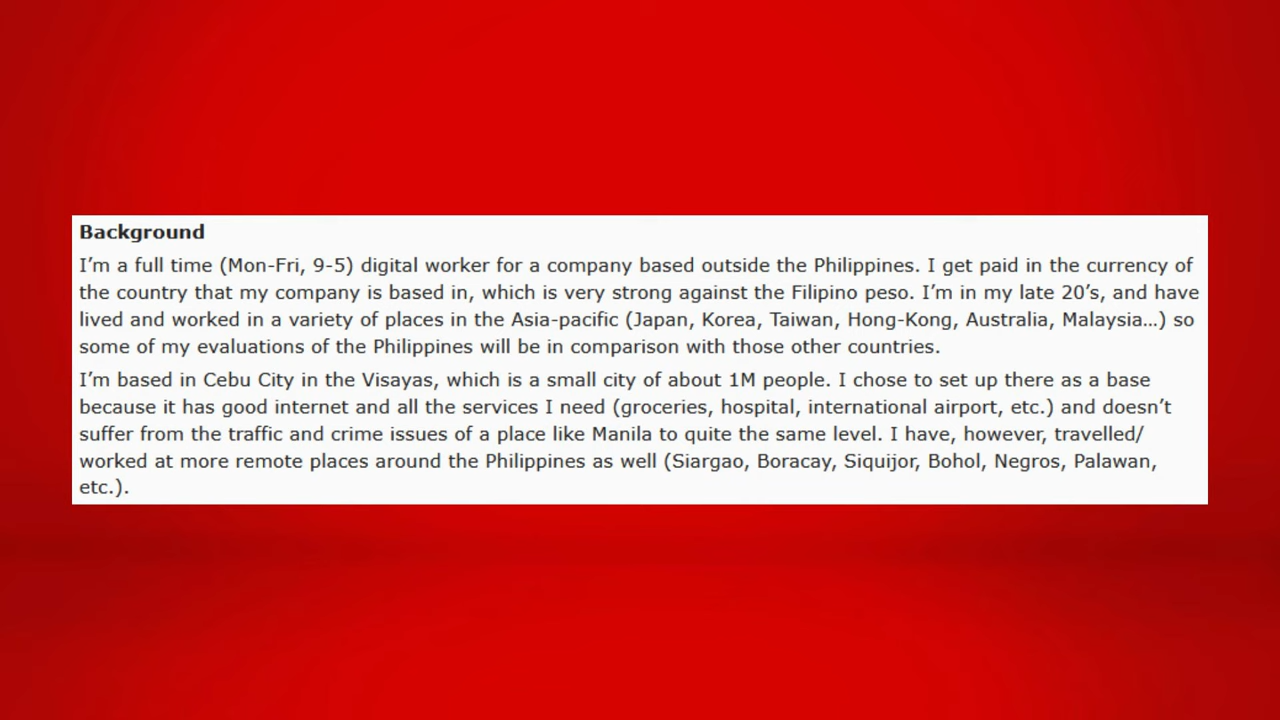 Background
I’m a full time (Mon-Fri, 9-5) digital worker for a company based outside the Philippines. I get paid in the currency of
the country that my company is based in, which is very strong against the Filipino peso. I’m in my late 20’s, and have
lived and worked in a variety of places in the Asia-pacific (Japan, Korea, Taiwan, Hong-Kong, Australia, Malaysia…) so
some of my evaluations of the Philippines will be in comparison with those other countries.
I’m based in Cebu City in the Visayas, which is a small city of about 1M people. I chose to set up there as a base
because it has good internet and all the services I need (groceries, hospital, international airport, etc.) and doesn’t
suffer from the traffic and crime issues of a place like Manila to quite the same level. I have, however, travelled/
worked at more remote places around the Philippines as well (Siargao, Boracay, Siquijor, Bohol, Negros, Palawan,
etc.).